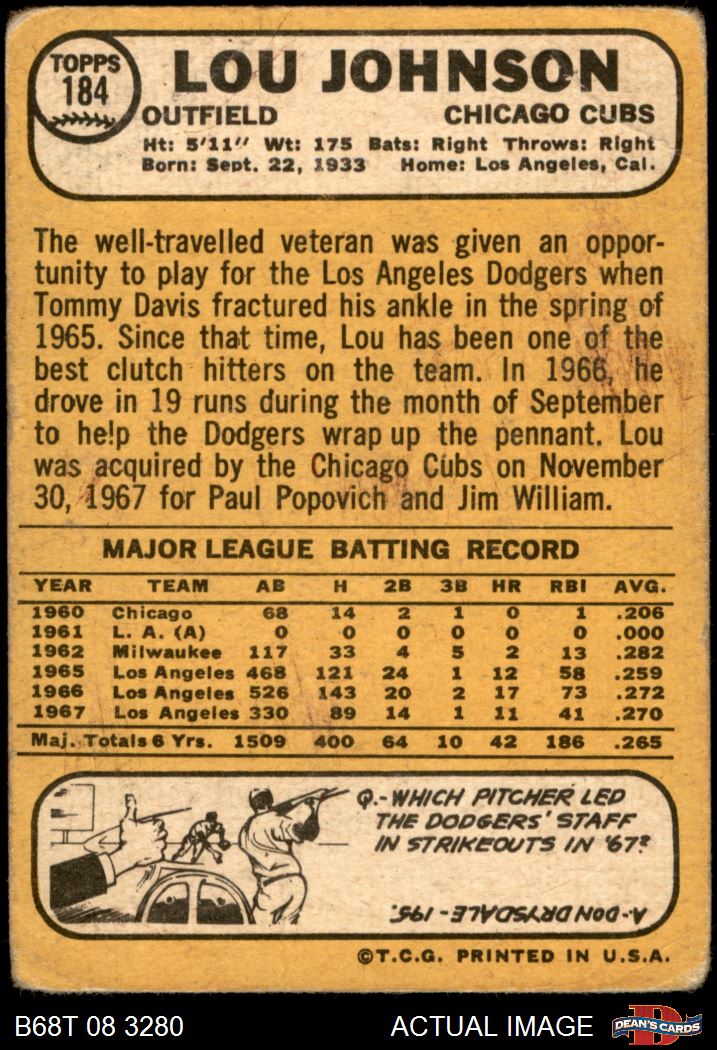 TOPPS
184
LOU JOHNSON
OUTFIELD CHICAGO CUBS
Ht: 5'11" Wt: 175 Bats: Right Throws: Right
Born: Sept. 22, 1933 Home: Los Angeles, Cal.
The well-travelled veteran was given an oppor-
tunity to play for the Los Angeles Dodgers when
Tommy Davis fractured his ankle in the spring of
1965. Since that time, Lou has been one of the
best clutch hitters on the team. In 1966, he
drove in 19 runs during the month of September
to help the Dodgers wrap up the pennant. Lou
was acquired by the Chicago Cubs on November
30, 1967 for Paul Popovich and Jim William.
MAJOR LEAGUE BATTING RECORD
YEAR TEAM AB H 2B 3B HR RBI AVG.
1960 Chicago 68 14 2 1 0 1 .206
1961 L. A. (A) 0 0 0 0 0 0 .000
1962 Milwaukee 117 33 4 5 2 13 .282
1965 Los Angeles 468 121 24 1 12 58 .259
1966 Los Angeles 526 143 20 2 17 73 .272
1967 Los Angeles 330 89 14 1 11 41 .270
Maj. Totals 6 Yrs. 1509 400 64 10 42 186 .265
Q.-WHICH PITCHER LED
THE DODGERS' STAFF
IN STRIKEOUTS IN '67?
A-DON DRYSDALE-195.
©T.C.G. PRINTED IN U.S.A.
B68T 08 3280 ACTUAL IMAGE
D
DEAN'S CARDS